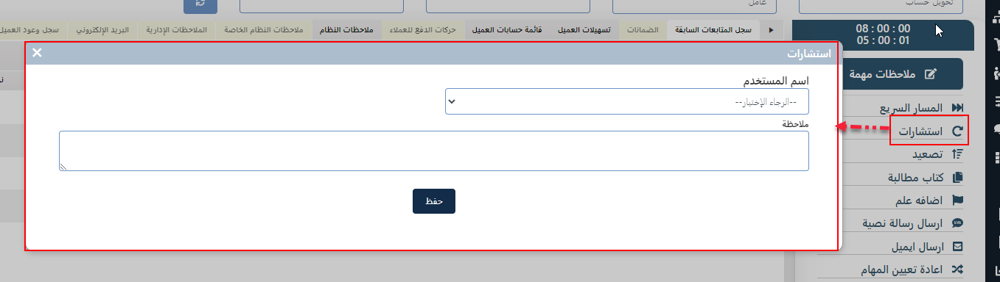 تحويل حساب
عامل
08 : 00 : 00
05 : 00 : 01
سجل المتابعات السابقة
تسهيلات العميل
الضمانات
قائمة حسابات العميل
حركات الدفع للعملاء
ملاحظات النظام
ملاحظات النظام الخاصة
الملاحظات الإدارية
البريد الإلكتروني
سجل وعود العميل
استشارات
اسم المستخدم
--الرجاء الإختيار--
ملاحظة
حفظ
ملاحظات مهمة
المسار السريع
استشارات
تصعيد
كتاب مطالبة
اضافه علم
ارسال رسالة نصية
ارسال ايميل
اعادة تعيين المهام